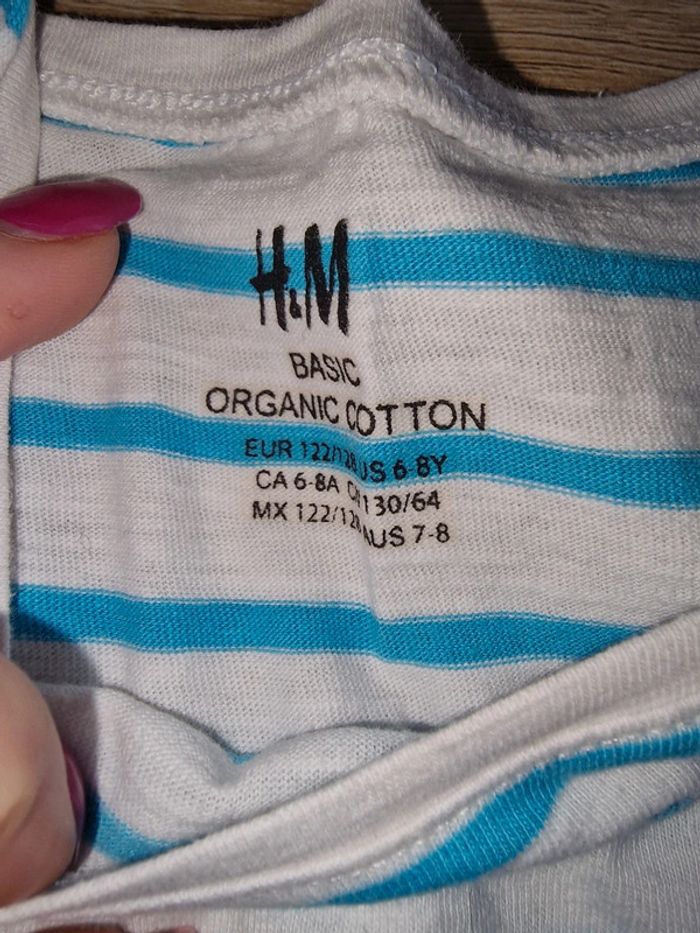 H&M
BASIC
ORGANIC COTTON
EUR 122/128 US 6-8Y
CA 6-8A 130/64
MX 122/128 AUS 7-8